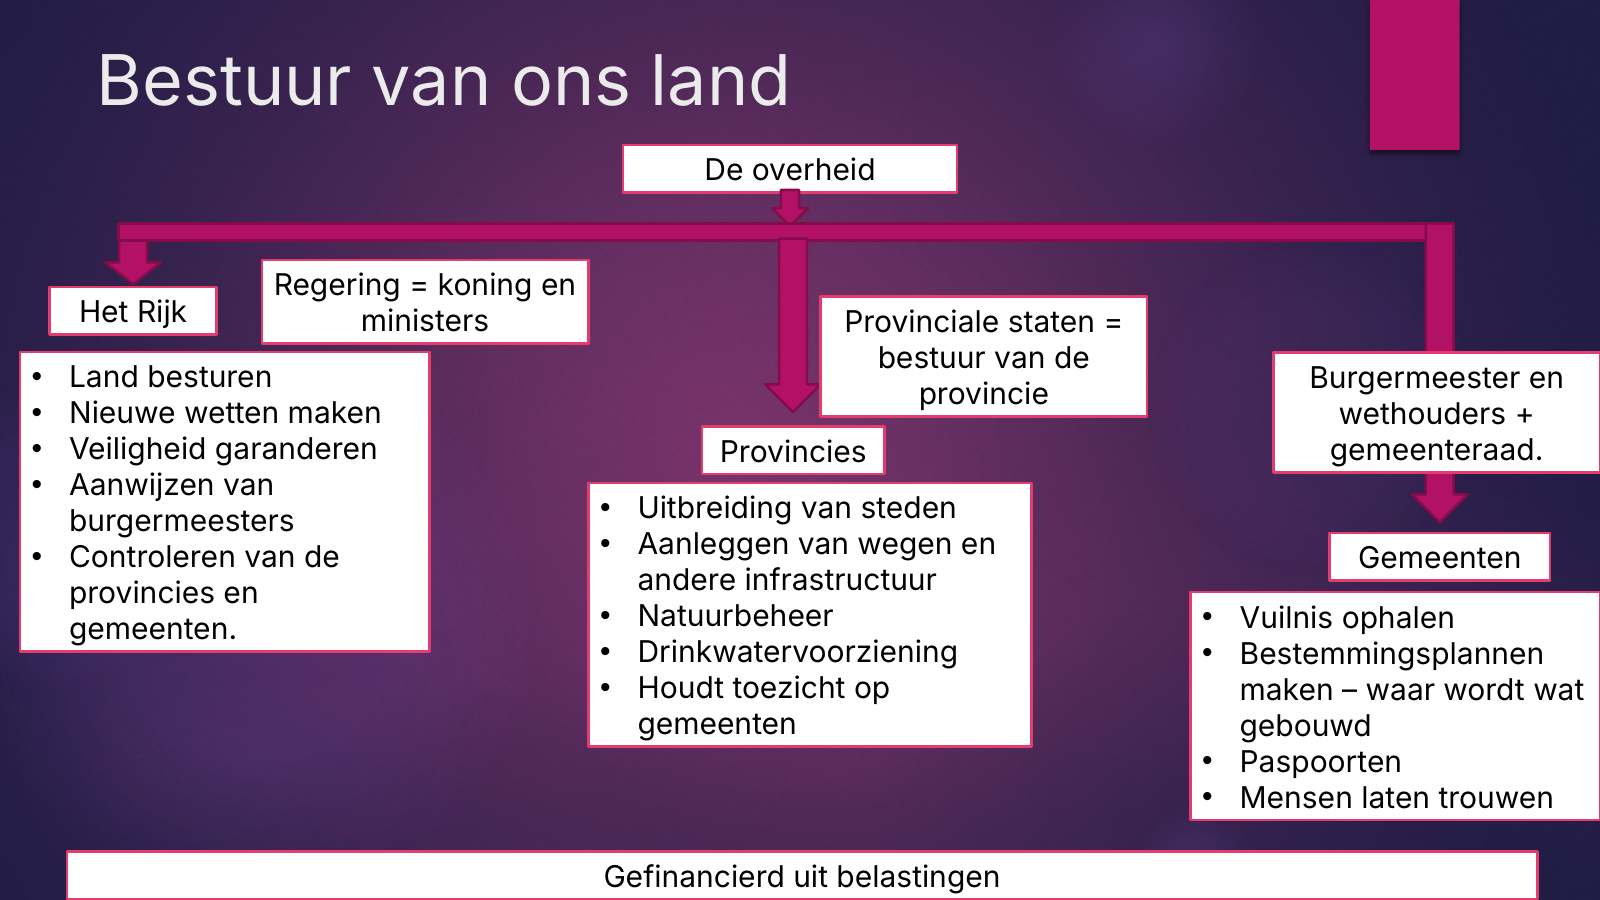 Bestuur van ons land
De overheid
Het Rijk
Regering = koning en
ministers
• Land besturen
• Nieuwe wetten maken
• Veiligheid garanderen
• Aanwijzen van
burgermeesters
• Controleren van de
provincies en
gemeenten.
Provinciale staten =
bestuur van de
provincie
Provincies
• Uitbreiding van steden
• Aanleggen van wegen en
andere infrastructuur
• Natuurbeheer
• Drinkwatervoorziening
• Houdt toezicht op
gemeenten
Burgermeester en
wethouders +
gemeenteraad.
Gemeenten
• Vuilnis ophalen
• Bestemmingsplannen
maken – waar wordt wat
gebouwd
• Paspoorten
• Mensen laten trouwen
Gefinancierd uit belastingen